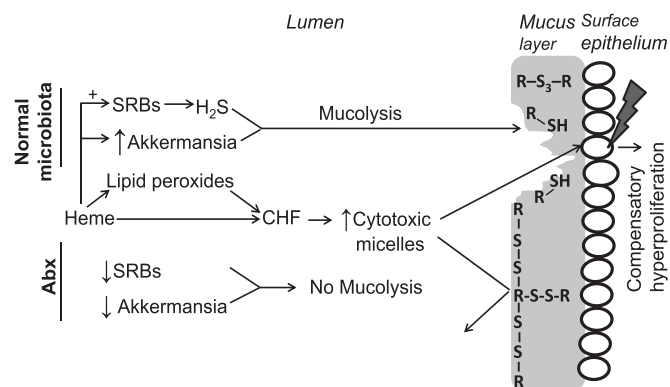 Lumen
Mucus
layer
Surface
epithelium
Normal
microbiota
+
SRBs
H₂S
↑Akkermansia
Mucolysis
R–S₃–R
R
SH
Lipid peroxides
Heme
CHF
↑Cytotoxic
micelles
SH
R
Compensatory
hyperproliferation
Abx
↓SRBs
↓Akkermansia
No Mucolysis
R
S
S
R-S-S-R
S
S
R